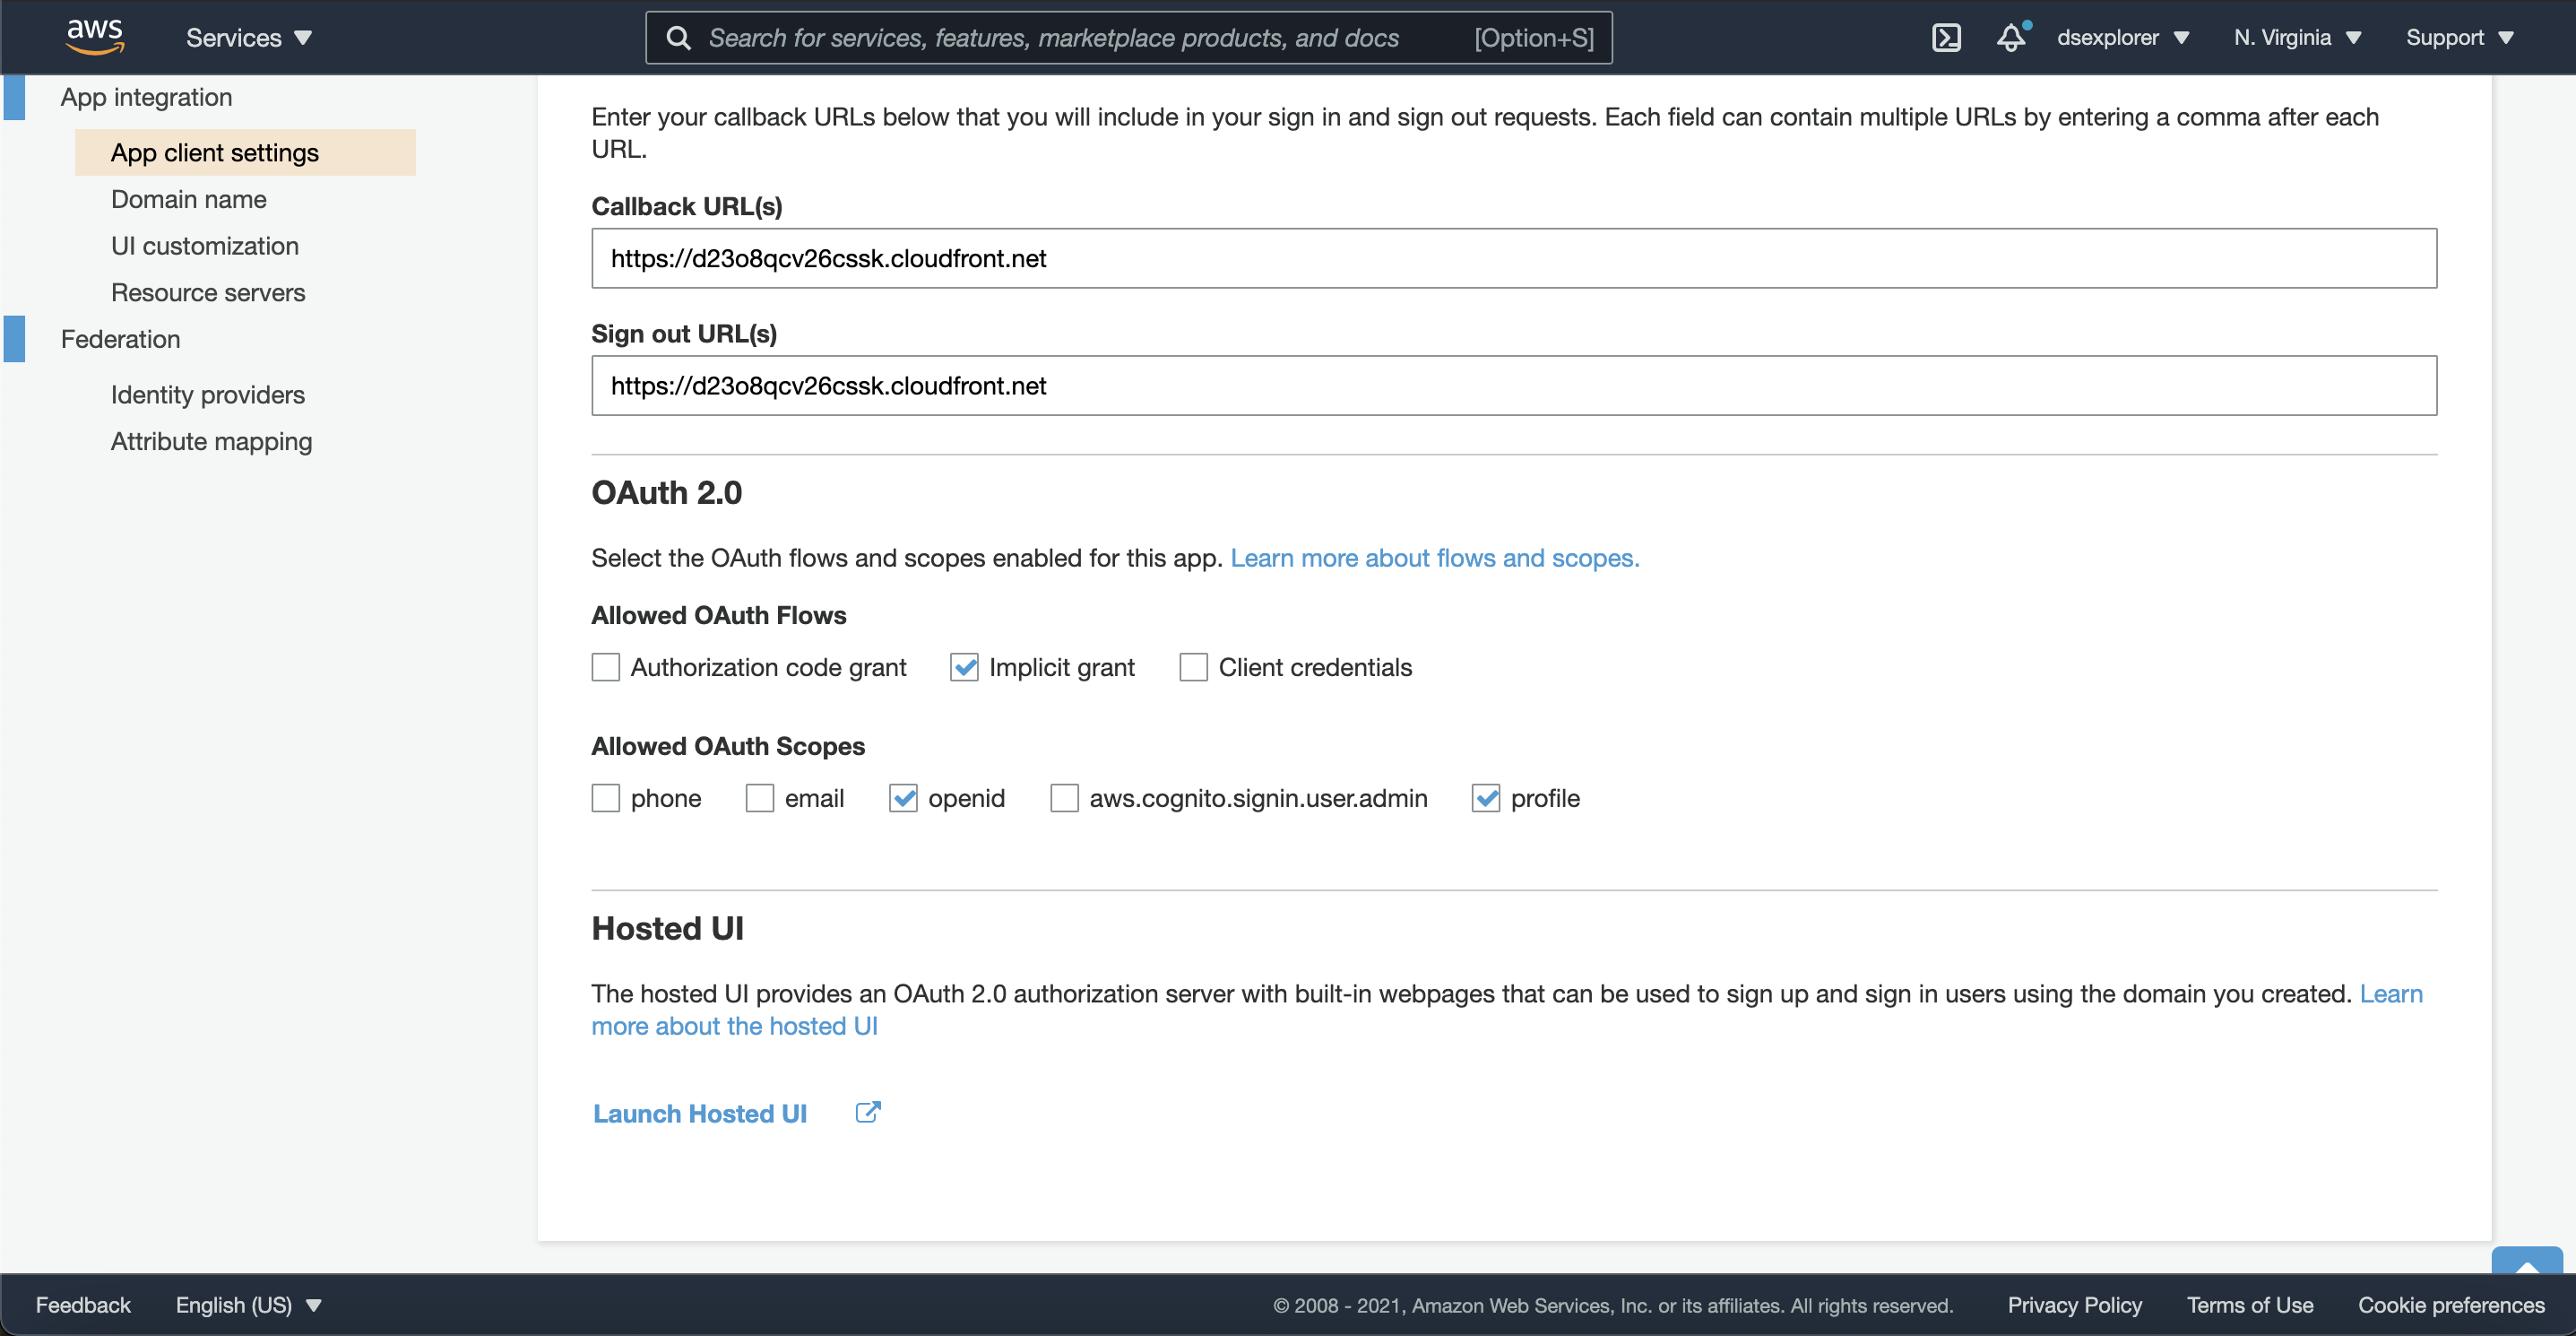 aws
Services
Search for services, features, marketplace products, and docs [Option+S]
dsexplorer
N. Virginia
Support
App integration
App client settings
Domain name
UI customization
Resource servers
Federation
Identity providers
Attribute mapping
Enter your callback URLs below that you will include in your sign in and sign out requests. Each field can contain multiple URLs by entering a comma after each
URL.
Callback URL(s)
https://d23o8qcv26cssk.cloudfront.net
Sign out URL(s)
https://d23o8qcv26cssk.cloudfront.net
OAuth 2.0
Select the OAuth flows and scopes enabled for this app. Learn more about flows and scopes.
Allowed OAuth Flows
Authorization code grant Implicit grant Client credentials
Allowed OAuth Scopes
phone email openid aws.cognito.signin.user.admin profile
Hosted UI
The hosted UI provides an OAuth 2.0 authorization server with built-in webpages that can be used to sign up and sign in users using the domain you created. Learn
more about the hosted UI
Launch Hosted UI
Feedback English (US) © 2008 - 2021, Amazon Web Services, Inc. or its affiliates. All rights reserved. Privacy Policy Terms of Use Cookie preferences